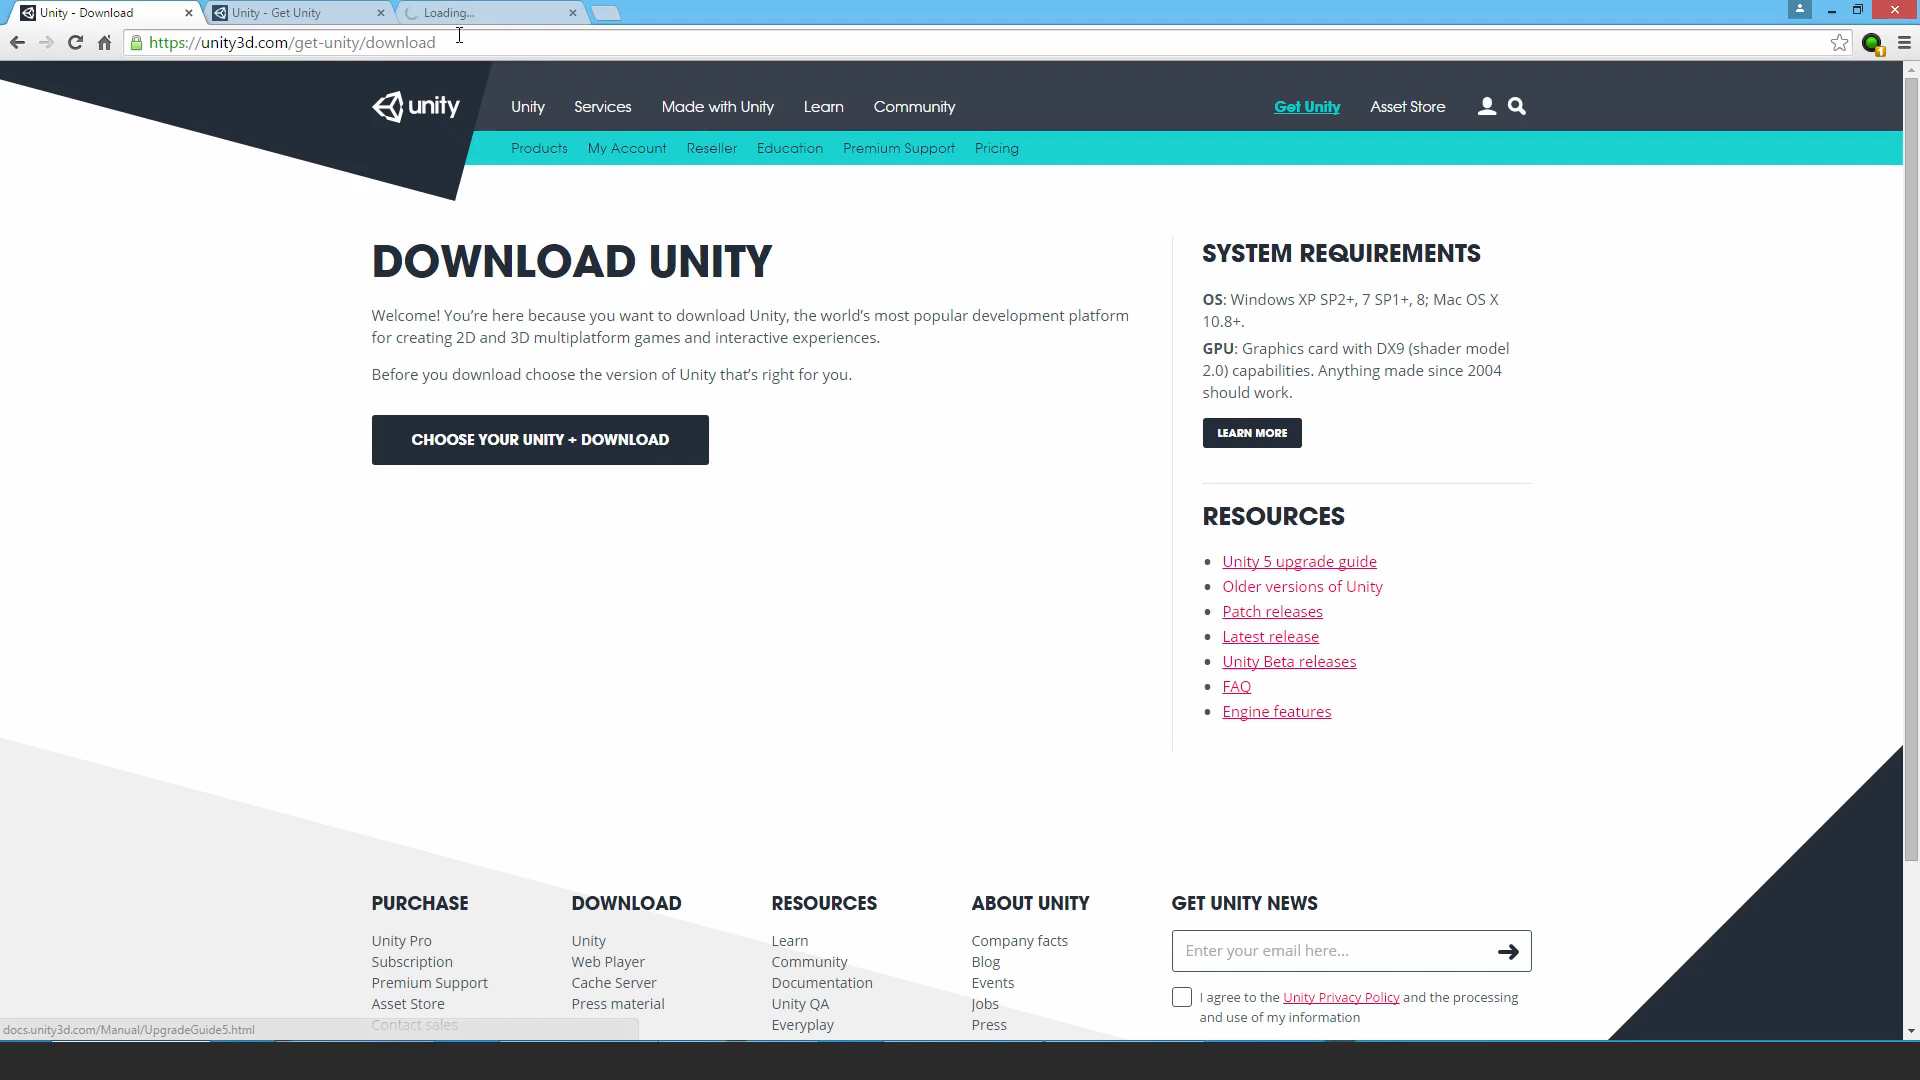 Unity - Download
Unity - Get Unity
Loading...
https://unity3d.com/get-unity/download
unity
Unity
Services
Made with Unity
Learn
Community
Get Unity
Asset Store
Products
My Account
Reseller
Education
Premium Support
Pricing
DOWNLOAD UNITY
Welcome! You’re here because you want to download Unity, the world’s most popular development platform
for creating 2D and 3D multiplatform games and interactive experiences.
Before you download choose the version of Unity that’s right for you.
CHOOSE YOUR UNITY + DOWNLOAD
SYSTEM REQUIREMENTS
OS: Windows XP SP2+, 7 SP1+, 8; Mac OS X
10.8+.
GPU: Graphics card with DX9 (shader model
2.0) capabilities. Anything made since 2004
should work.
LEARN MORE
RESOURCES
Unity 5 upgrade guide
Older versions of Unity
Patch releases
Latest release
Unity Beta releases
FAQ
Engine features
PURCHASE
Unity Pro
Subscription
Premium Support
Asset Store
Contact sales
DOWNLOAD
Unity
Web Player
Cache Server
Press material
RESOURCES
Learn
Community
Documentation
Unity QA
Everyplay
ABOUT UNITY
Company facts
Blog
Events
Jobs
Press
GET UNITY NEWS
Enter your email here...
I agree to the Unity Privacy Policy and the processing
and use of my information
docs.unity3d.com/Manual/UpgradeGuide5.html